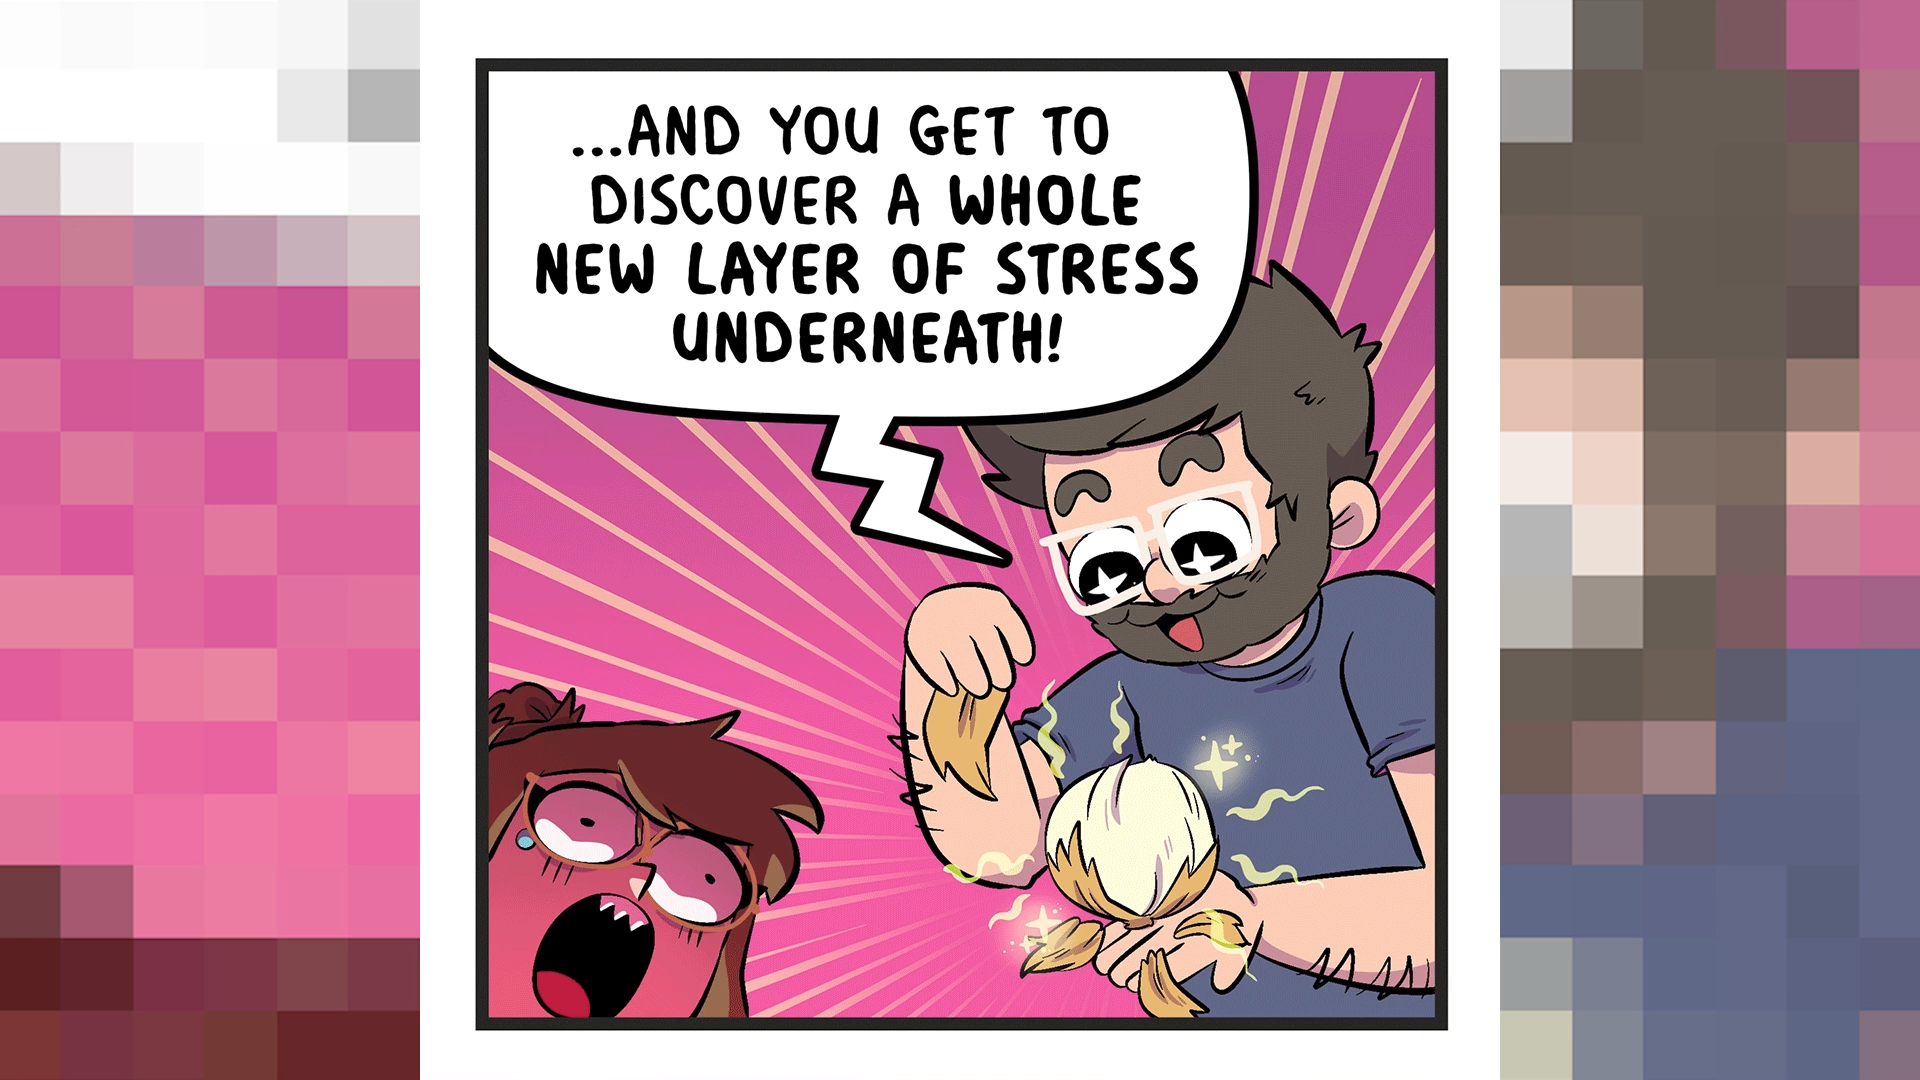 ...AND YOU GET TO
DISCOVER A WHOLE
NEW LAYER OF STRESS
UNDERNEATH!